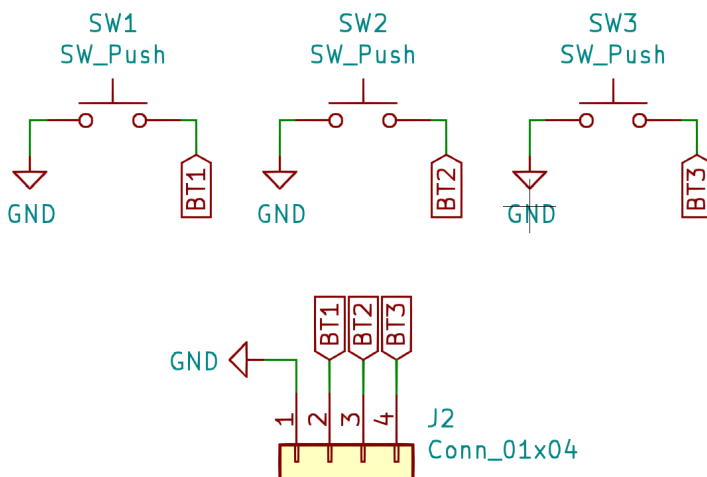 SW1
SW_Push
SW2
SW_Push
SW3
SW_Push
BT1
BT2
BT3
GND
GND
GND
BT1
BT2
BT3
GND
1
2
3
4
J2
Conn_01x04